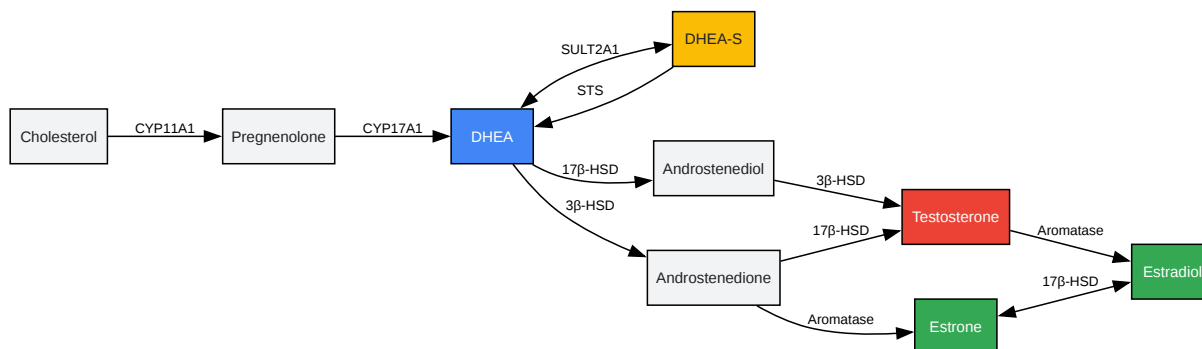 DHEA-S
SULT2A1
STS
Cholesterol
CYP11A1
Pregnenolone
CYP17A1
DHEA
17β-HSD
Androstenediol
3β-HSD
3β-HSD
Testosterone
17β-HSD
Aromatase
Androstenedione
Estradiol
17β-HSD
Aromatase
Estrone